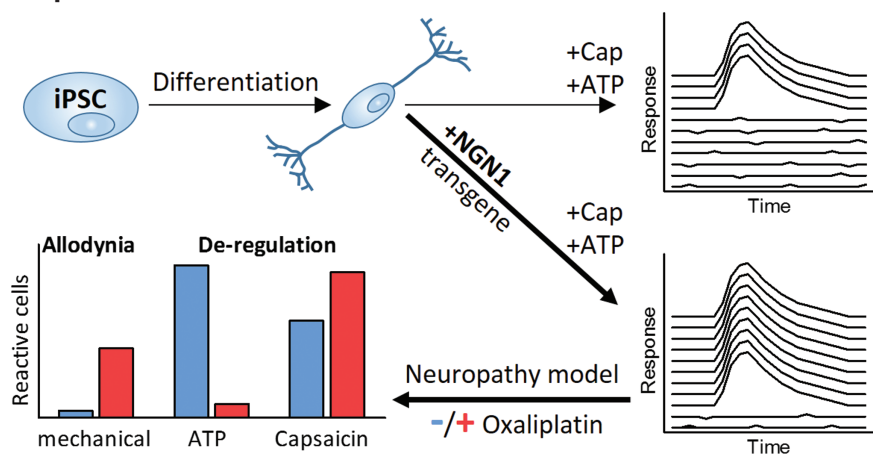 iPSC
Differentiation
+Cap
+ATP
Response
Time
+NGN1
transgene
+Cap
+ATP
Response
Time
Neuropathy model
-/+ Oxaliplatin
Allodynia
De-regulation
Reactive cells
mechanical
ATP
Capsaicin